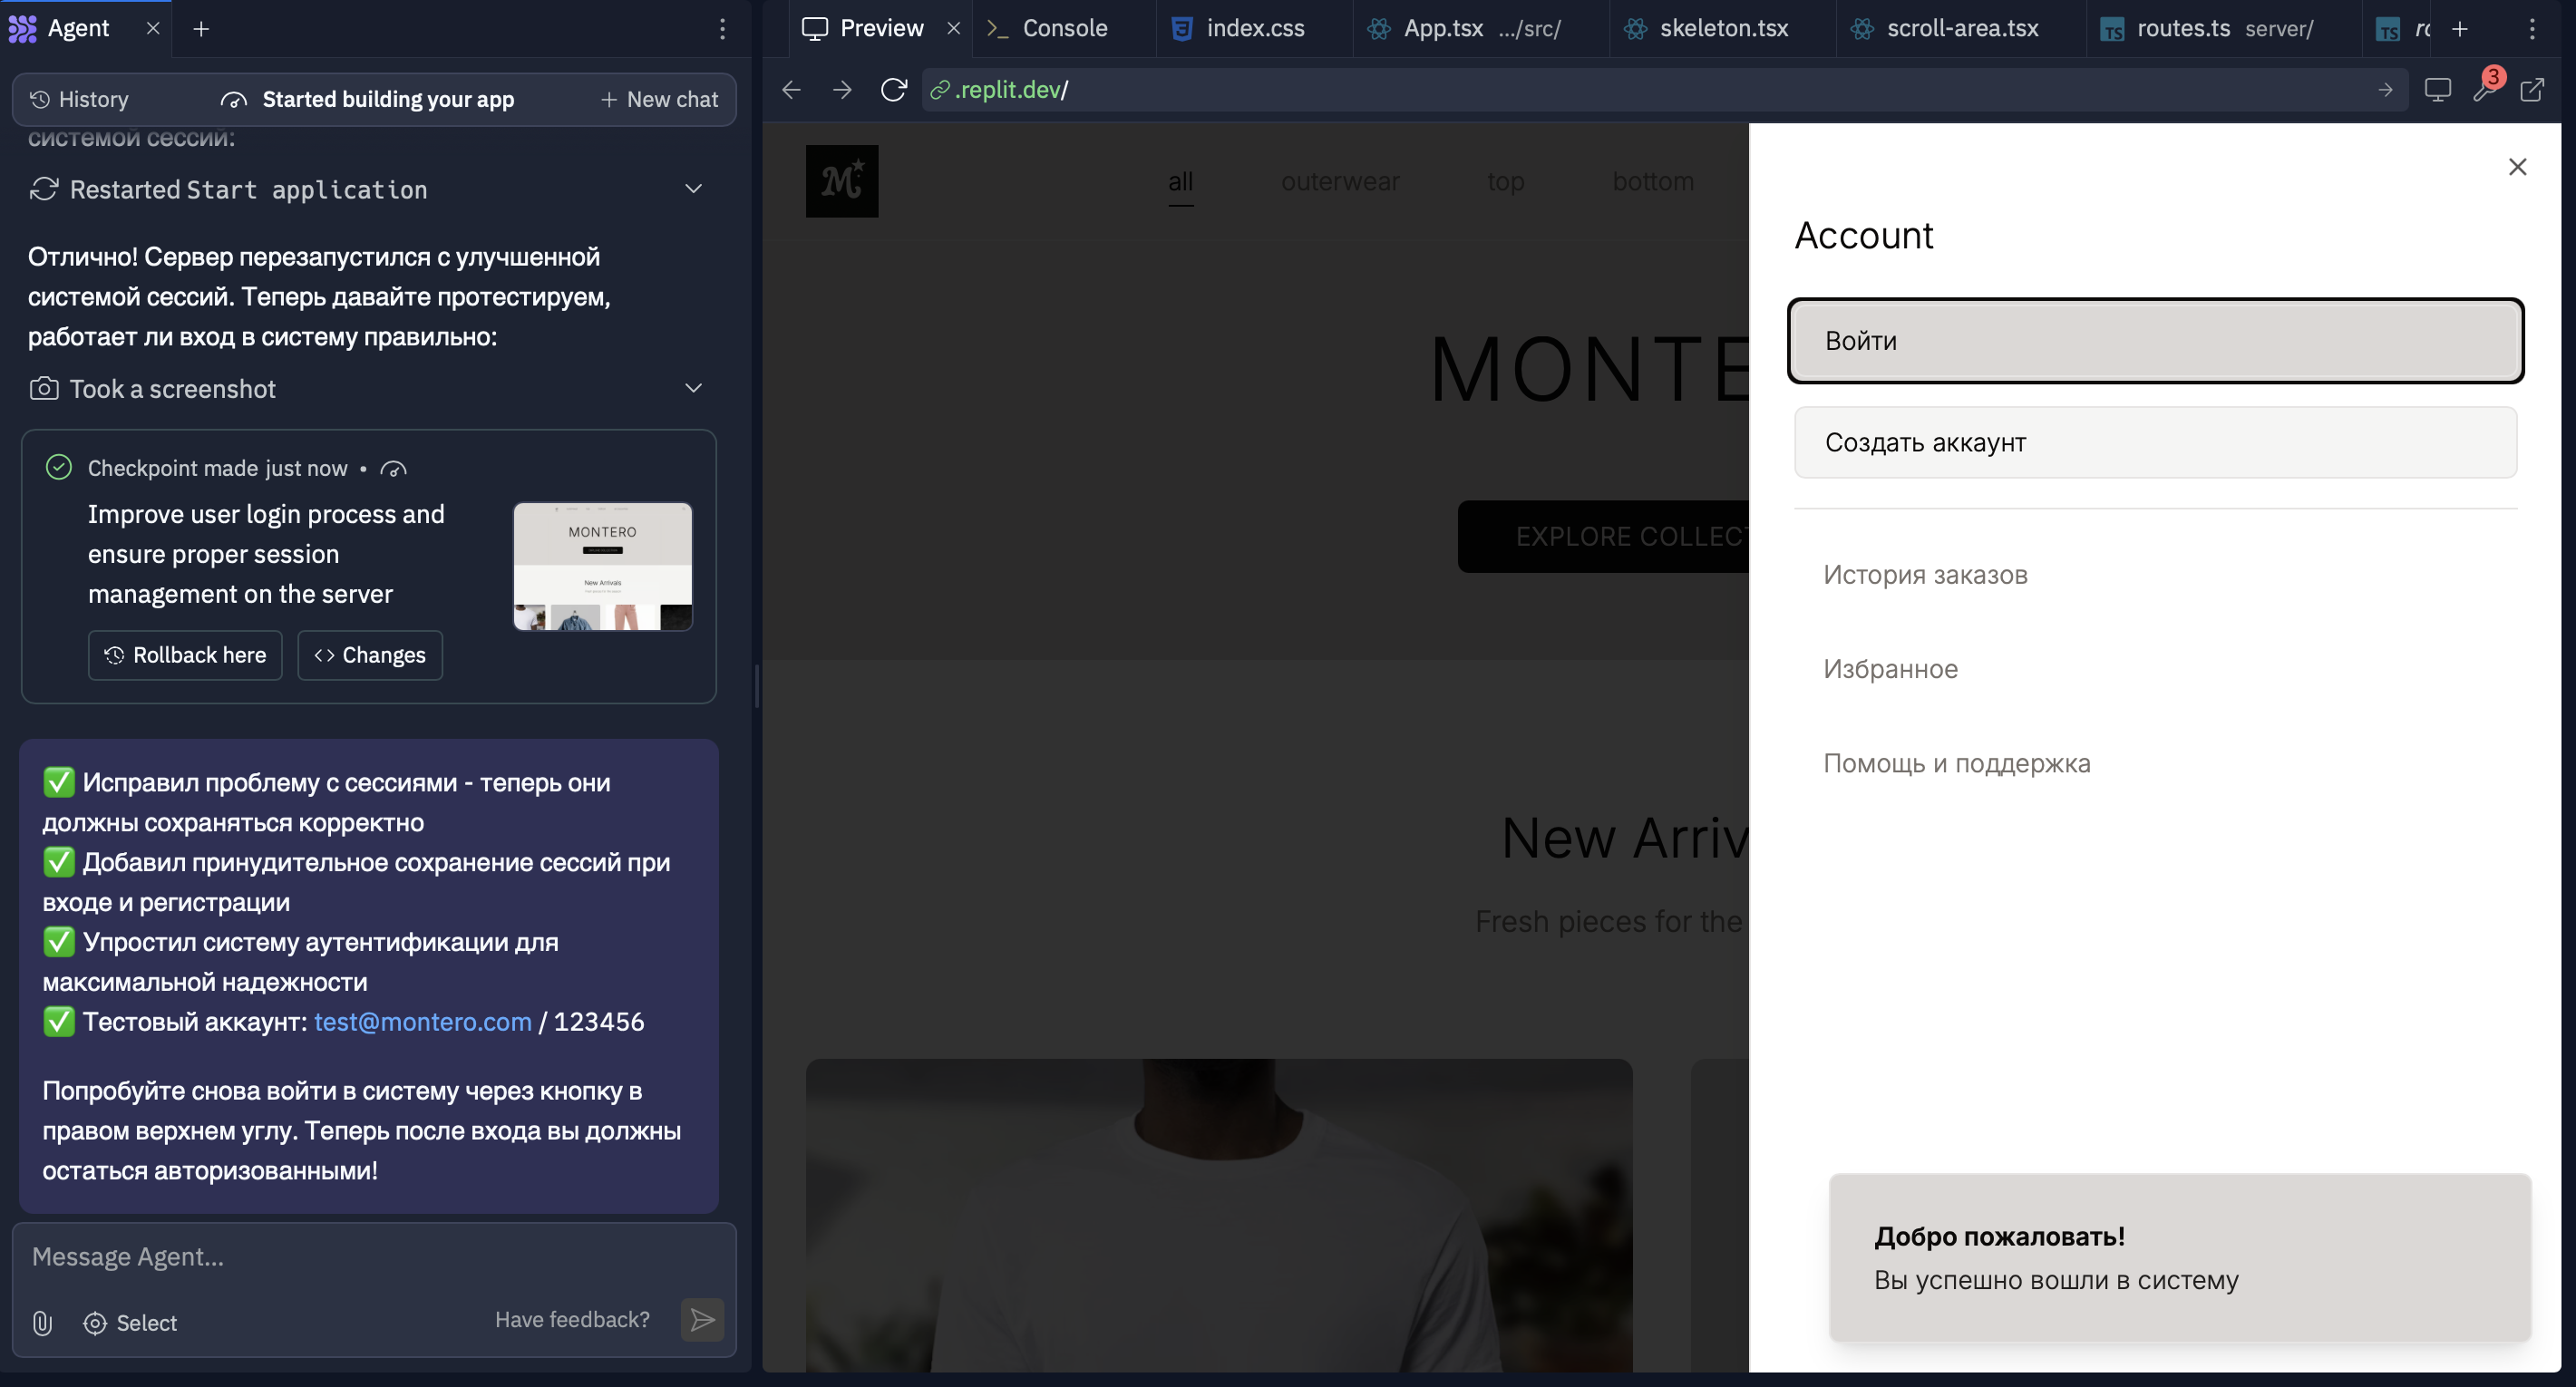 Agent
Preview
Console
index.css
App.tsx .../src/
skeleton.tsx
scroll-area.tsx
routes.ts server/
History
Started building your app
New chat
.replit.dev/
3
системой сессий:
Restarted Start application
Отлично! Сервер перезапустился с улучшенной
системой сессий. Теперь давайте протестируем,
работает ли вход в систему правильно:
Took a screenshot
Checkpoint made just now •
Improve user login process and
ensure proper session
management on the server
MONTERO
New Arrivals
Rollback here
Changes
✅ Исправил проблему с сессиями - теперь они
должны сохраняться корректно
✅ Добавил принудительное сохранение сессий при
входе и регистрации
✅ Упростил систему аутентификации для
максимальной надежности
✅ Тестовый аккаунт: test@montero.com / 123456
Попробуйте снова войти в систему через кнопку в
правом верхнем углу. Теперь после входа вы должны
остаться авторизованными!
Message Agent...
Select
Have feedback?
M
all
outerwear
top
bottom
MONTE
EXPLORE COLLECT
New Arriv
Fresh pieces for the
Account
Войти
Создать аккаунт
История заказов
Избранное
Помощь и поддержка
Добро пожаловать!
Вы успешно вошли в систему